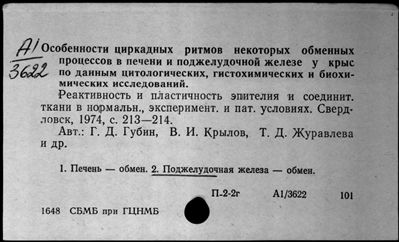 А1
3622
Особенности циркадных ритмов некоторых обменных
процессов в печени и поджелудочной железе у крыс
по данным цитологических, гистохимических и биохи-
мических исследований.
Реактивность и пластичность эпителия и соединит.
ткани в нормальн., эксперимент. и пат. условиях. Сверд-
ловск, 1974, с. 213—214.
Авт.: Г. Д. Губин, В. И. Крылов, Т. Д. Журавлева
и др.
1. Печень — обмен. 2. Поджелудочная железа — обмен.
П-2-2г А1/3622 101
1648 СБМБ при ГЦНМБ